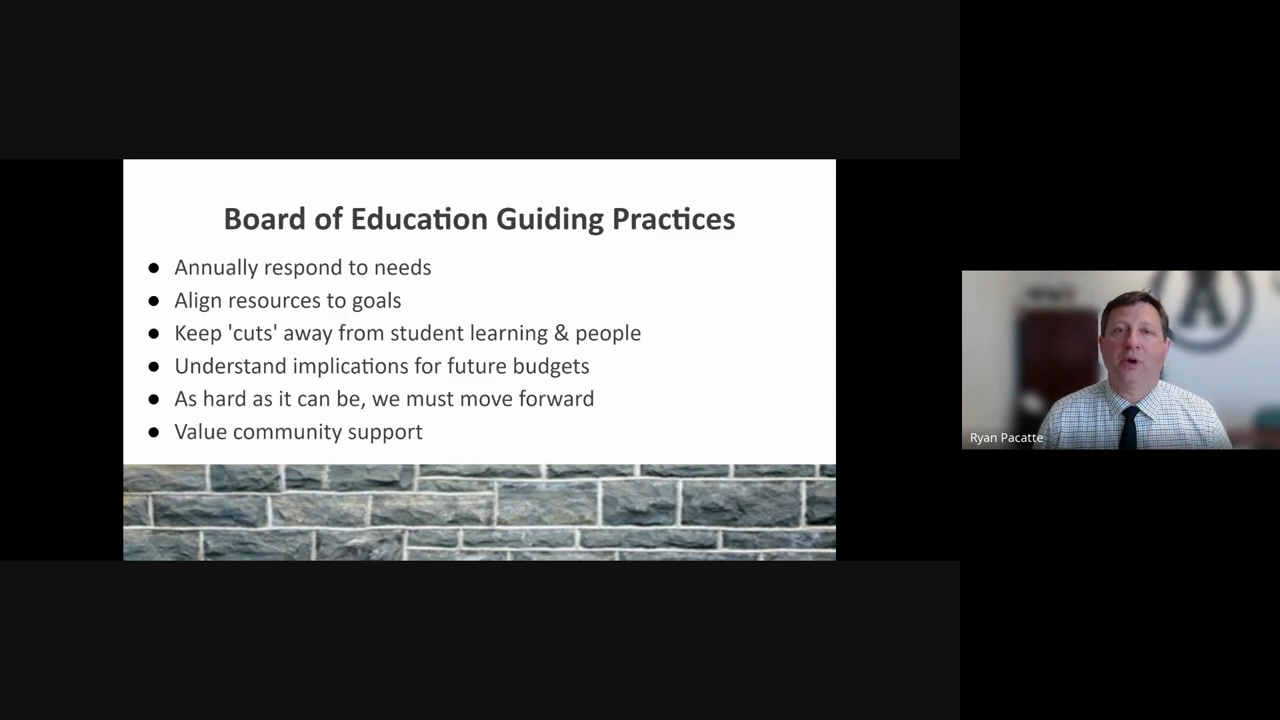 Board of Education Guiding Practices
● Annually respond to needs
● Align resources to goals
● Keep 'cuts' away from student learning & people
● Understand implications for future budgets
● As hard as it can be, we must move forward
● Value community support
Ryan Pacatte